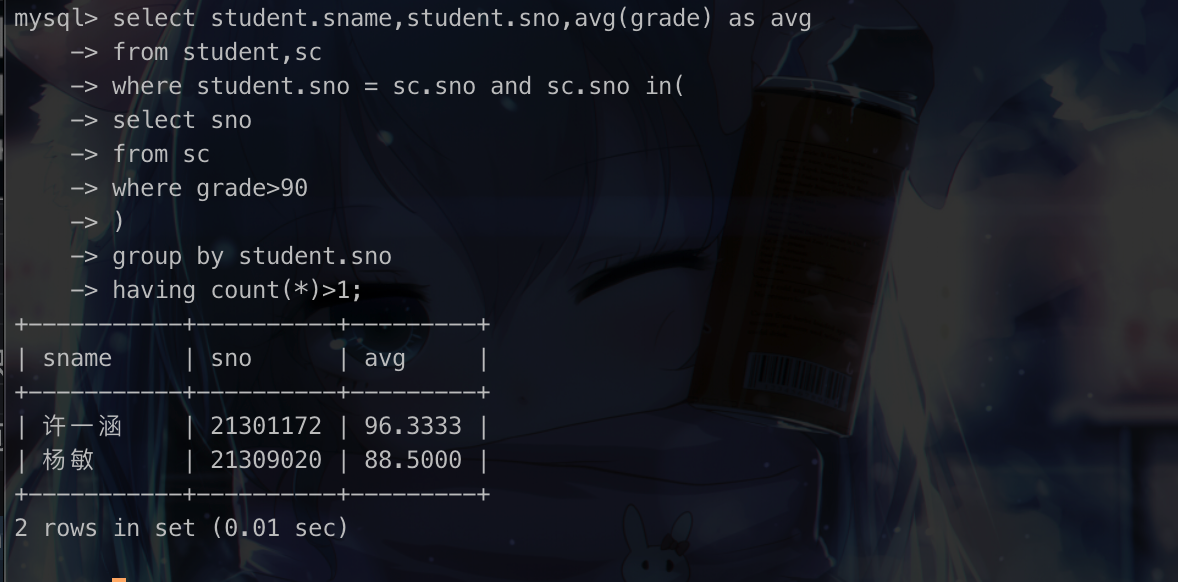 mysql> select student.sname,student.sno,avg(grade) as avg
    -> from student,sc
    -> where student.sno = sc.sno and sc.sno in(
    -> select sno
    -> from sc
    -> where grade>90
    -> )
    -> group by student.sno
    -> having count(*)>1;
+-----------+----------+---------+
| sname     | sno      | avg     |
+-----------+----------+---------+
| 许一涵    | 21301172 | 96.3333 |
| 杨敏      | 21309020 | 88.5000 |
+-----------+----------+---------+
2 rows in set (0.01 sec)